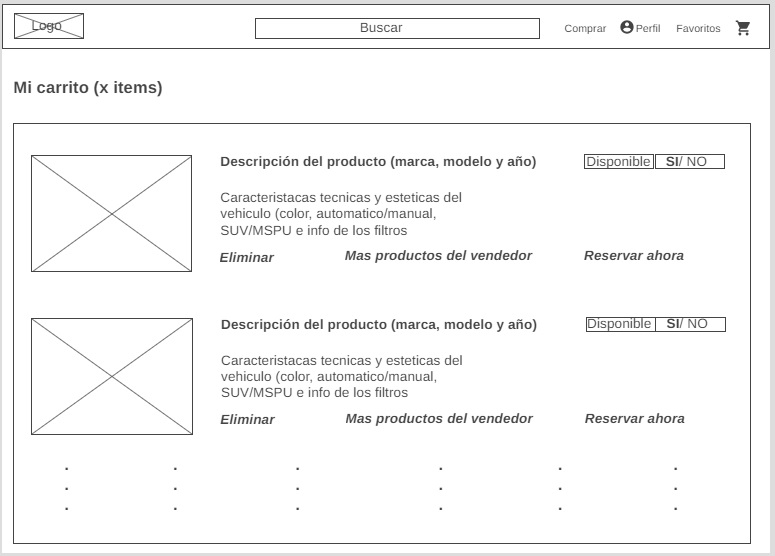 Logo
Buscar
Comprar
Perfil
Favoritos
Mi carrito (x items)
Descripción del producto (marca, modelo y año)
Disponible SI/ NO
Caracteristacas tecnicas y esteticas del
vehiculo (color, automatico/manual,
SUV/MSPU e info de los filtros
Eliminar
Mas productos del vendedor
Reservar ahora
Descripción del producto (marca, modelo y año)
Disponible SI/ NO
Caracteristacas tecnicas y esteticas del
vehiculo (color, automatico/manual,
SUV/MSPU e info de los filtros
Eliminar
Mas productos del vendedor
Reservar ahora